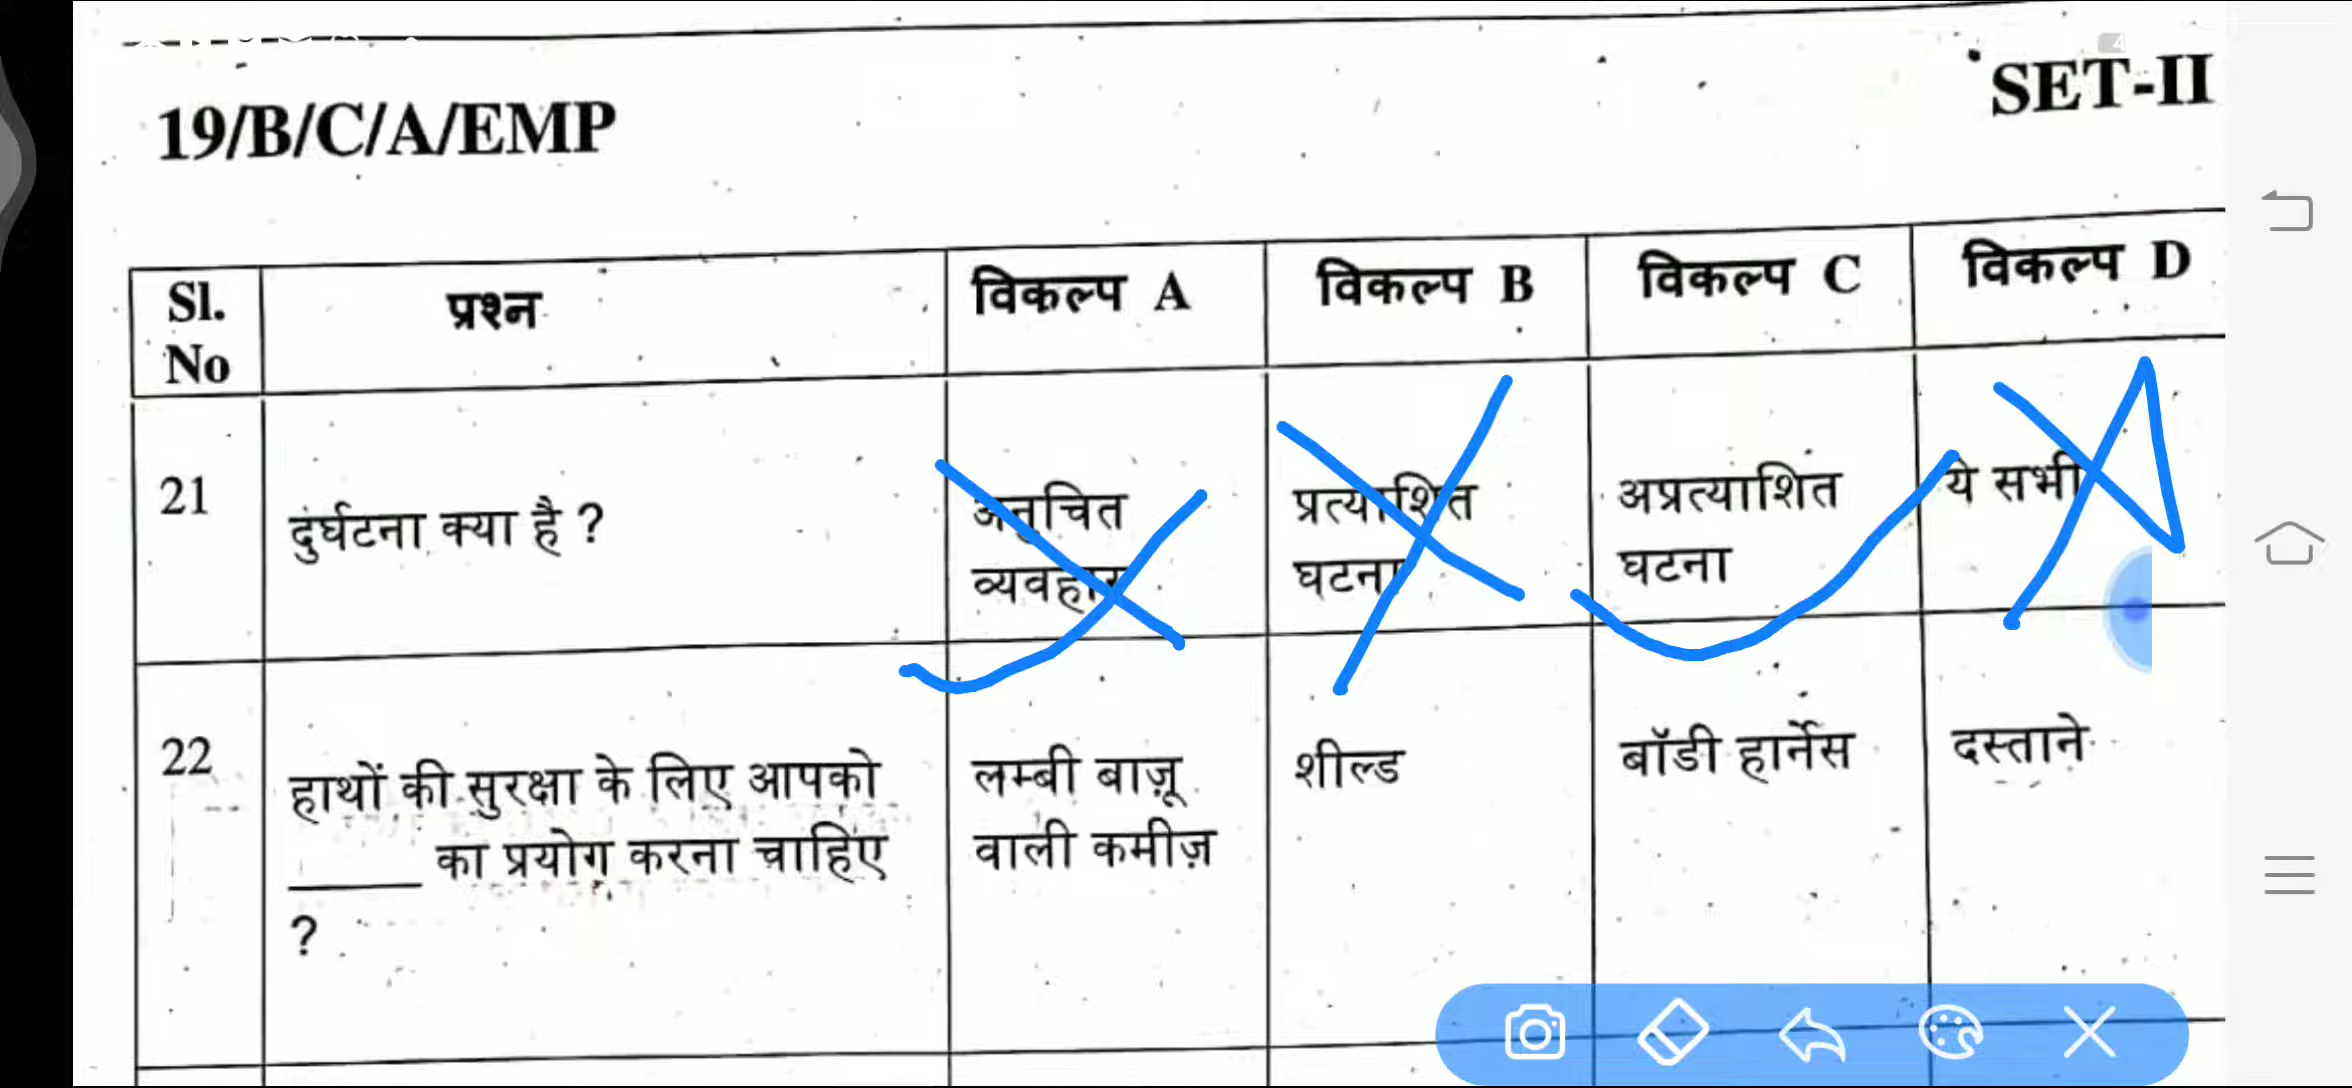 19/B/C/A/EMP
SET-II
Sl. No
प्रश्न
विकल्प A
विकल्प B
विकल्प C
विकल्प D
21
दुर्घटना क्या है ?
अनुचित
व्यवहार
प्रत्याशित
घटना
अप्रत्याशित
घटना
ये सभी
22
हाथों की सुरक्षा के लिए आपको
_____ का प्रयोग करना चाहिए
?
लम्बी बाज़ू
वाली कमीज़
शील्ड
बॉडी हार्नेस
दस्ताने